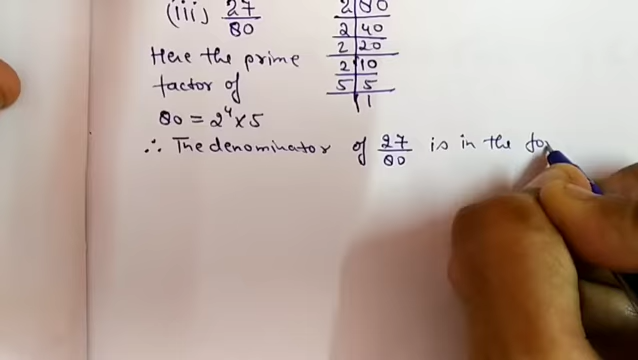 (iii) 27/80
2 | 80
2 | 40
2 | 20
2 | 10
5 | 5
| 1
Here the prime
factor of
80 = 2⁴ × 5
∴ The denominator of 27/80 is in the fo